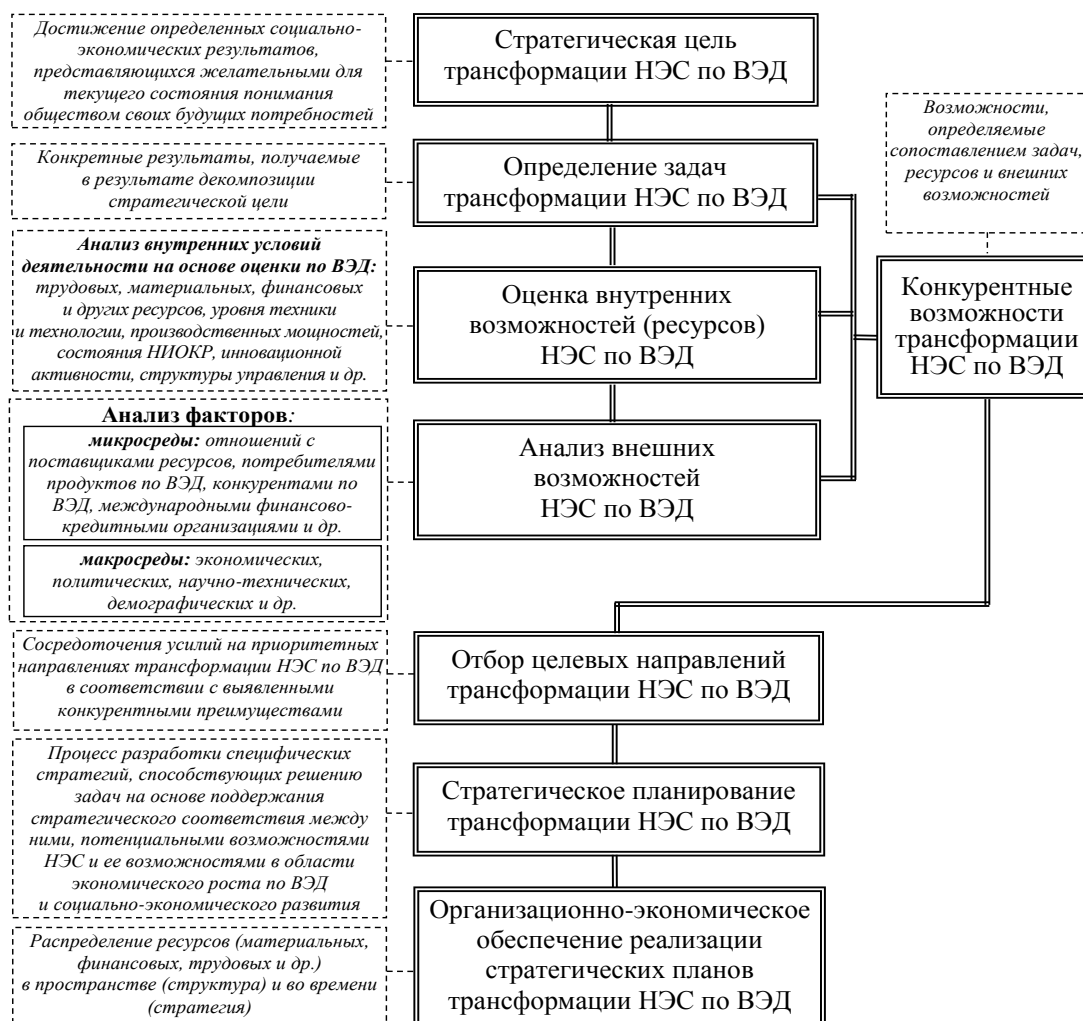 Достижение определенных социально-
экономических результатов,
представляющихся желательными для
текущего состояния понимания
обществом своих будущих потребностей
Стратегическая цель
трансформации НЭС по ВЭД
Конкретные результаты, получаемые
в результате декомпозиции
стратегической цели
Определение задач
трансформации НЭС по ВЭД
Возможности,
определяемые
сопоставлением задач,
ресурсов и внешних
возможностей
Анализ внутренних условий
деятельности на основе оценки по ВЭД:
трудовых, материальных, финансовых
и других ресурсов, уровня техники
и технологии, производственных мощностей,
состояния НИОКР, инновационной
активности, структуры управления и др.
Оценка внутренних
возможностей (ресурсов)
НЭС по ВЭД
Конкурентные
возможности
трансформации
НЭС по ВЭД
Анализ факторов:
микросреды: отношений с
поставщиками ресурсов, потребителями
продуктов по ВЭД, конкурентами по
ВЭД, международными финансово-
кредитными организациями и др.
макросреды: экономических,
политических, научно-технических,
демографических и др.
Анализ внешних
возможностей
НЭС по ВЭД
Сосредоточения усилий на приоритетных
направлениях трансформации НЭС по ВЭД
в соответствии с выявленными
конкурентными преимуществами
Отбор целевых направлений
трансформации НЭС по ВЭД
Процесс разработки специфических
стратегий, способствующих решению
задач на основе поддержания
стратегического соответствия между
ними, потенциальными возможностями
НЭС и ее возможностями в области
экономического роста по ВЭД
и социально-экономического развития
Стратегическое планирование
трансформации НЭС по ВЭД
Распределение ресурсов (материальных,
финансовых, трудовых и др.)
в пространстве (структура) и во времени
(стратегия)
Организационно-экономическое
обеспечение реализации
стратегических планов
трансформации НЭС по ВЭД